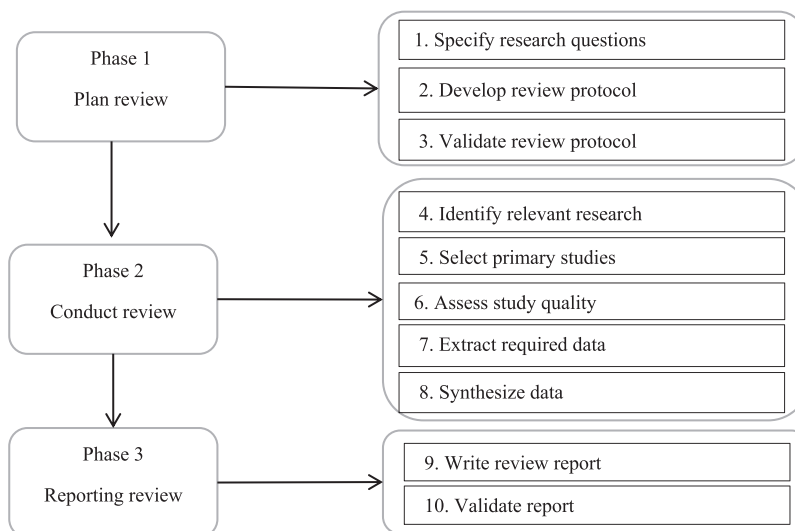 Phase 1
Plan review
1. Specify research questions
2. Develop review protocol
3. Validate review protocol
Phase 2
Conduct review
4. Identify relevant research
5. Select primary studies
6. Assess study quality
7. Extract required data
8. Synthesize data
Phase 3
Reporting review
9. Write review report
10. Validate report